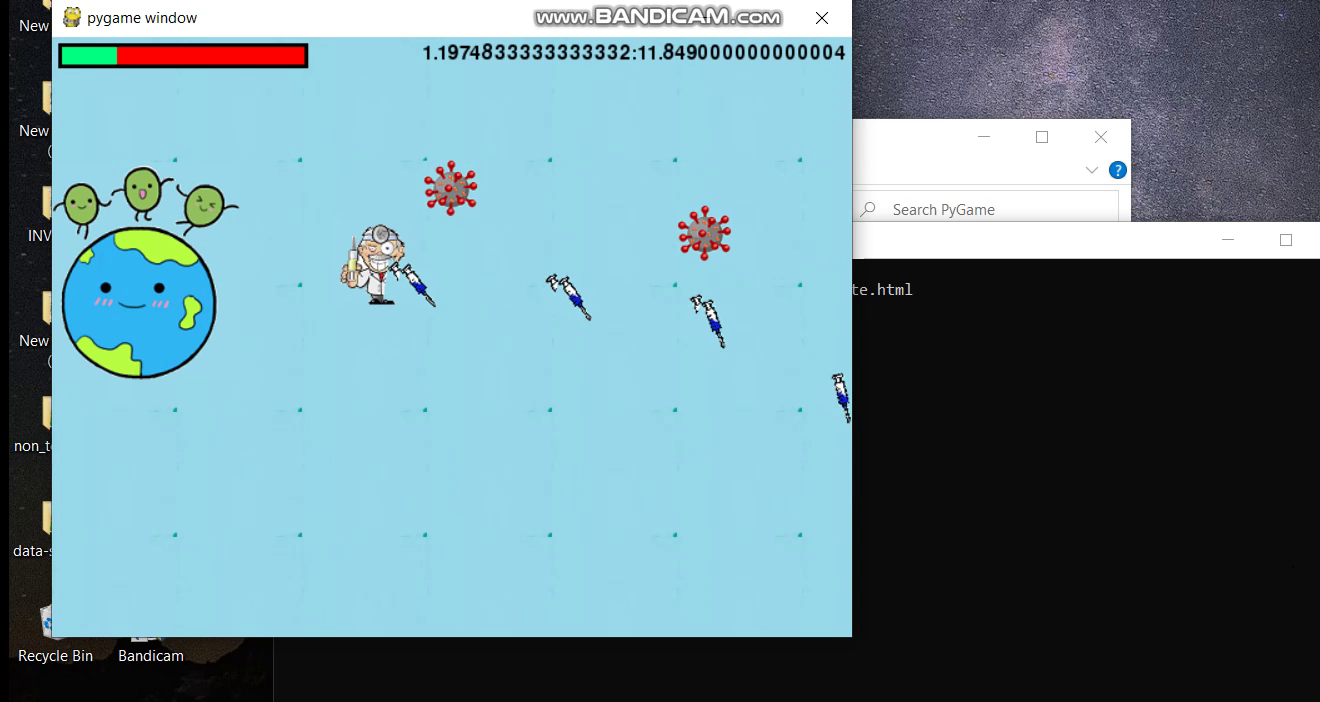 New
pygame window
www.BANDICAM.com
1.1974833333333332:11.849000000000004
New
(
?
Search PyGame
INV
te.html
New
(
non_t
data-s
Recycle Bin
Bandicam